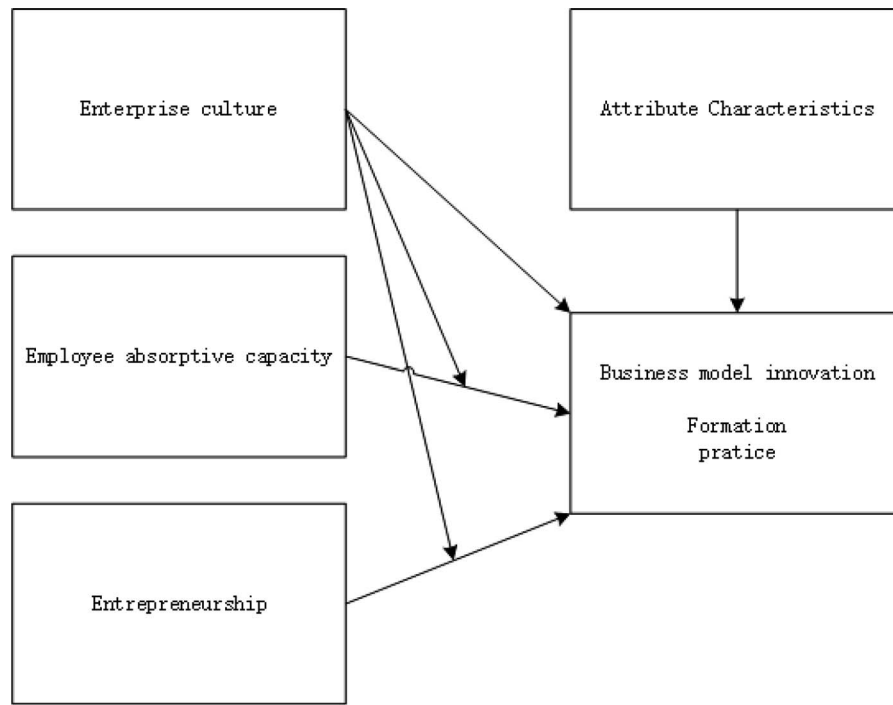 Enterprise culture
Attribute Characteristics
Employee absorptive capacity
Business model innovation
Formation
pratice
Entrepreneurship